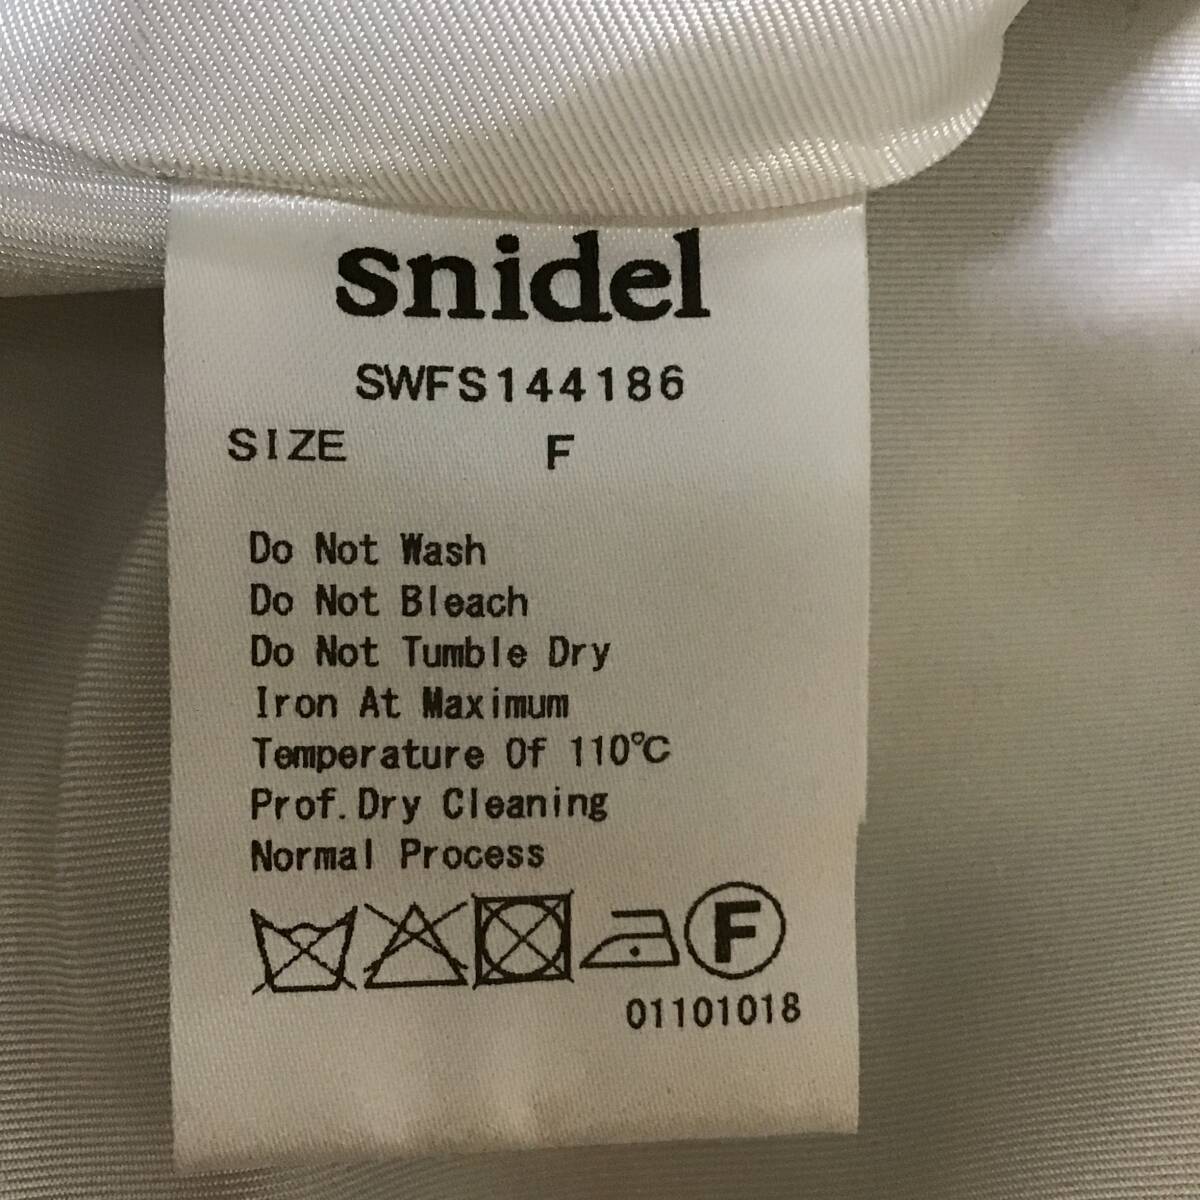 snidel
SWFS144186
SIZE F
Do Not Wash
Do Not Bleach
Do Not Tumble Dry
Iron At Maximum
Temperature Of 110℃
Prof.Dry Cleaning
Normal Process
F
01101018